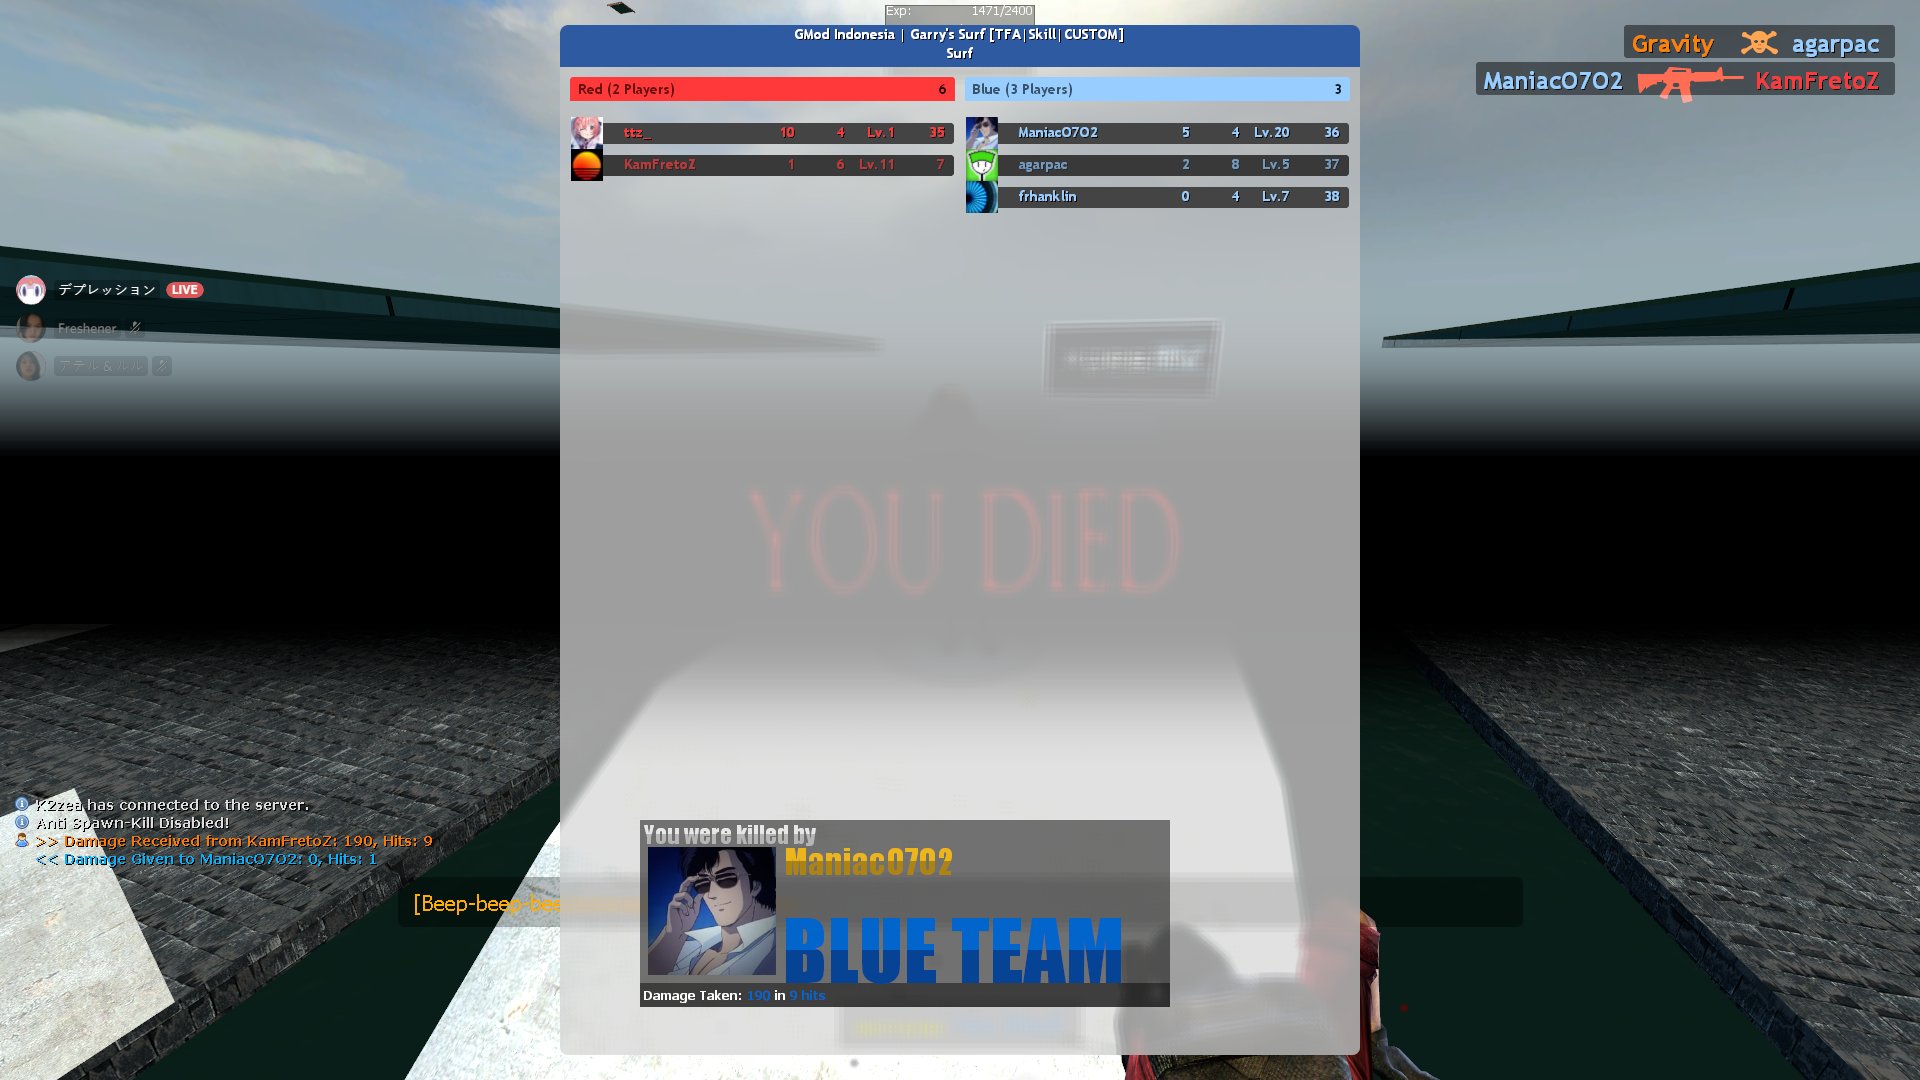 Exp: 1471/2400
GMod Indonesia | Garry's Surf [TFA|Skill|CUSTOM]
Surf
Gravity agarpac
Maniac0702 KamFretoZ
Red (2 Players) 6
Blue (3 Players) 3
ttz_ 10 4 Lv.1 35
KamFretoZ 1 6 Lv.11 7
Maniac0702 5 4 Lv.20 36
agarpac 2 8 Lv.5 37
frhanklin 0 4 Lv.7 38
デプレッション LIVE
Freshener
アデル & ルル
YOU DIED
K2zea has connected to the server.
Anti Spawn-Kill Disabled!
>> Damage Received from KamFretoZ: 190, Hits: 9
<< Damage Given to Maniac0702: 0, Hits: 1
[Beep-beep-bee
You were killed by
Maniac0702
BLUE TEAM
Damage Taken: 190 in 9 hits